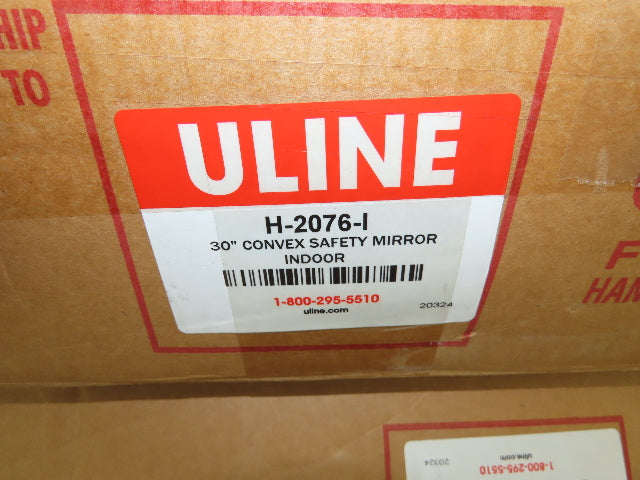 HIP
TO
ULINE
H-2076-I
30" CONVEX SAFETY MIRROR
INDOOR
1-800-295-5510
uline.com
20324
F
HAN
1-800-295-5510
uline.com
20324